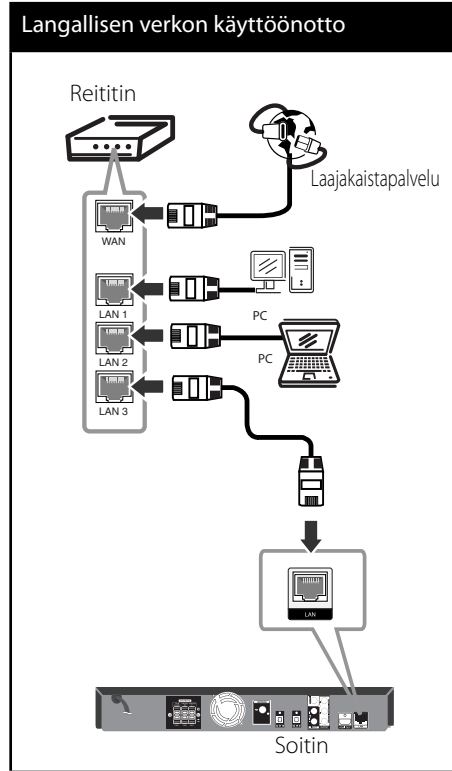 Langallisen verkon käyttöönotto
Reititin
Laajakaistapalvelu
WAN
LAN 1
PC
LAN 2
PC
LAN 3
LAN
Soitin